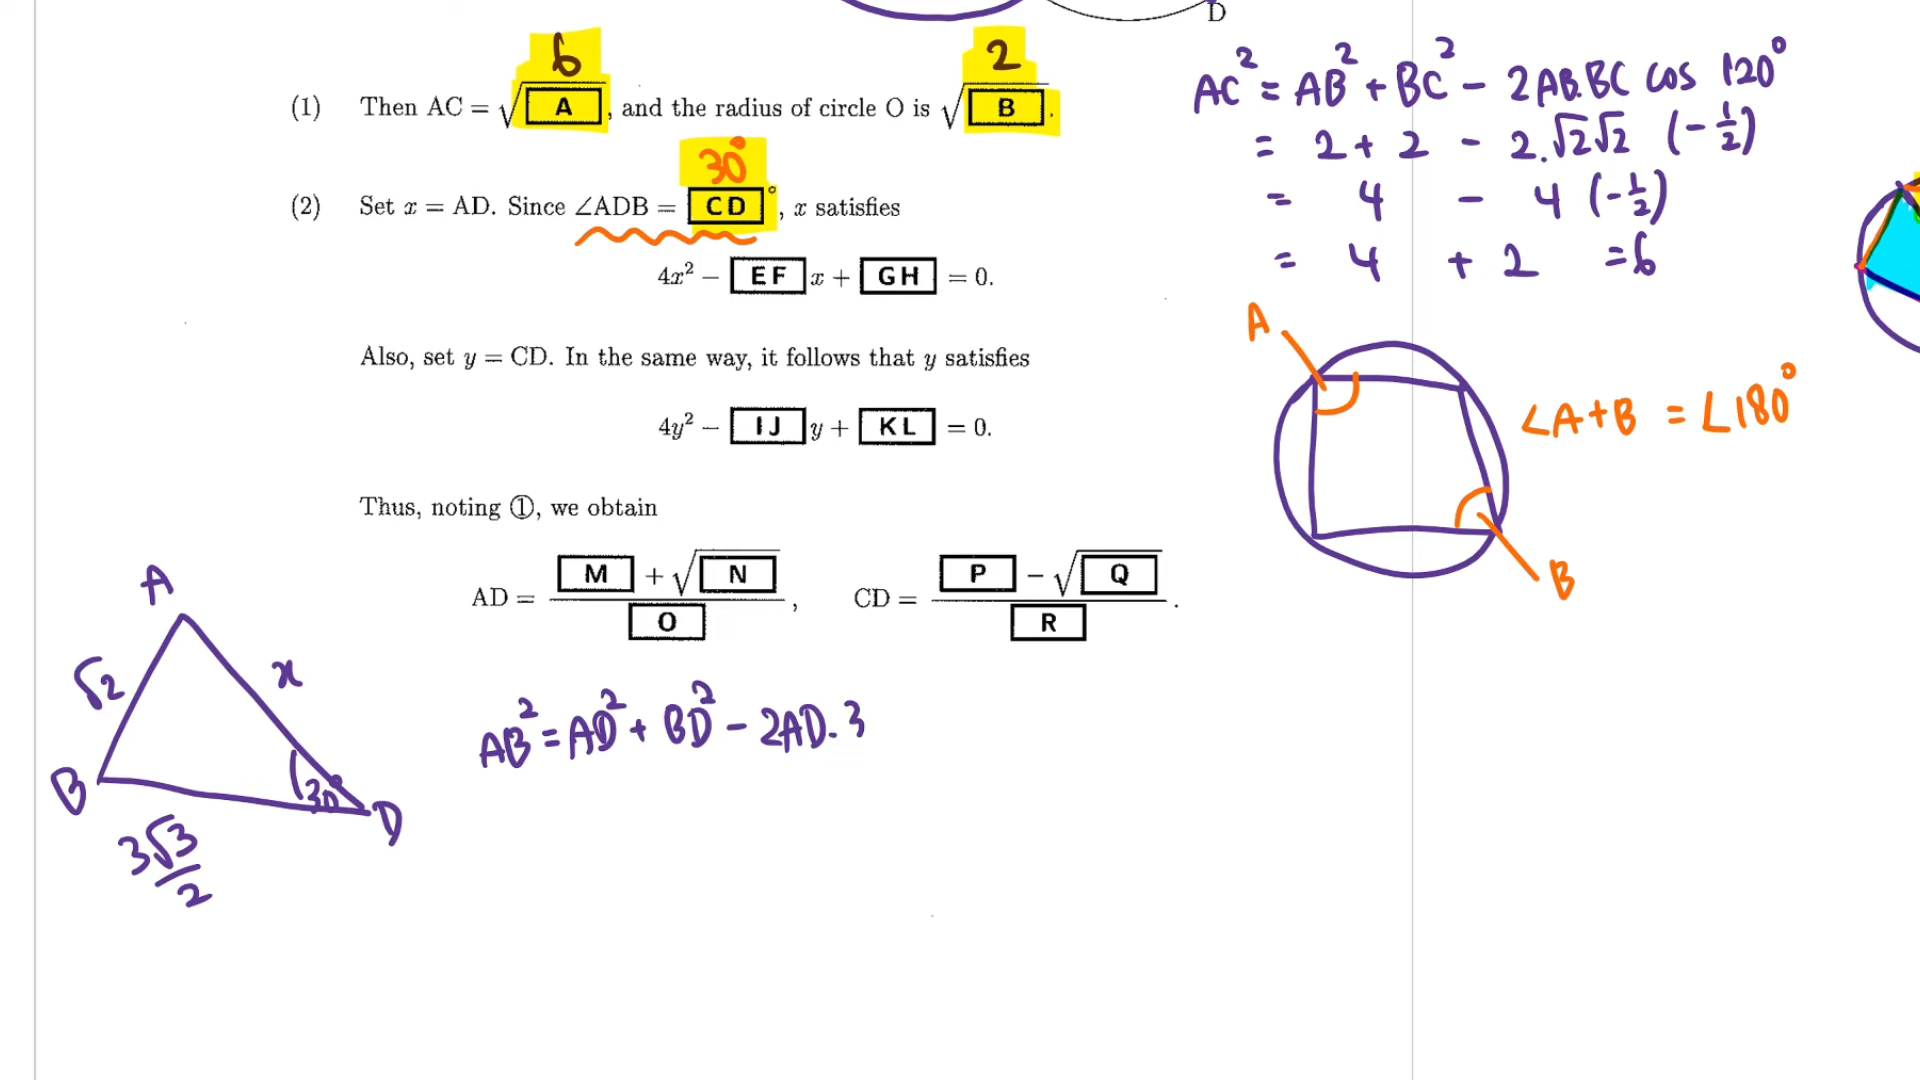 D
6
2
(1) Then AC = √A, and the radius of circle O is √B.
30°
(2) Set x = AD. Since ∠ADB = CD°, x satisfies
4x² − EF x + GH = 0.
Also, set y = CD. In the same way, it follows that y satisfies
4y² − IJ y + KL = 0.
Thus, noting ①, we obtain
AD = (M + √N) / O, CD = (P − √Q) / R.
AC² = AB² + BC² − 2AB.BC cos 120°
= 2 + 2 − 2.√2√2 (−1/2)
= 4 − 4 (−1/2)
= 4 + 2 = 6
A
∠A+B = ∠180°
B
A
√2
x
B
30°
D
3√3/2
AB² = AD² + BD² − 2AD.3